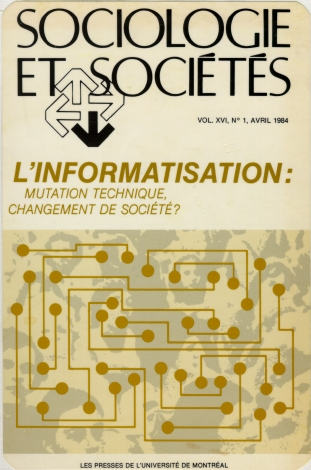 SOCIOLOGIE
ET SOCIÉTÉS
VOL. XVI, N° 1, AVRIL 1984
L'INFORMATISATION :
MUTATION TECHNIQUE,
CHANGEMENT DE SOCIÉTÉ?
LES PRESSES DE L'UNIVERSITÉ DE MONTRÉAL